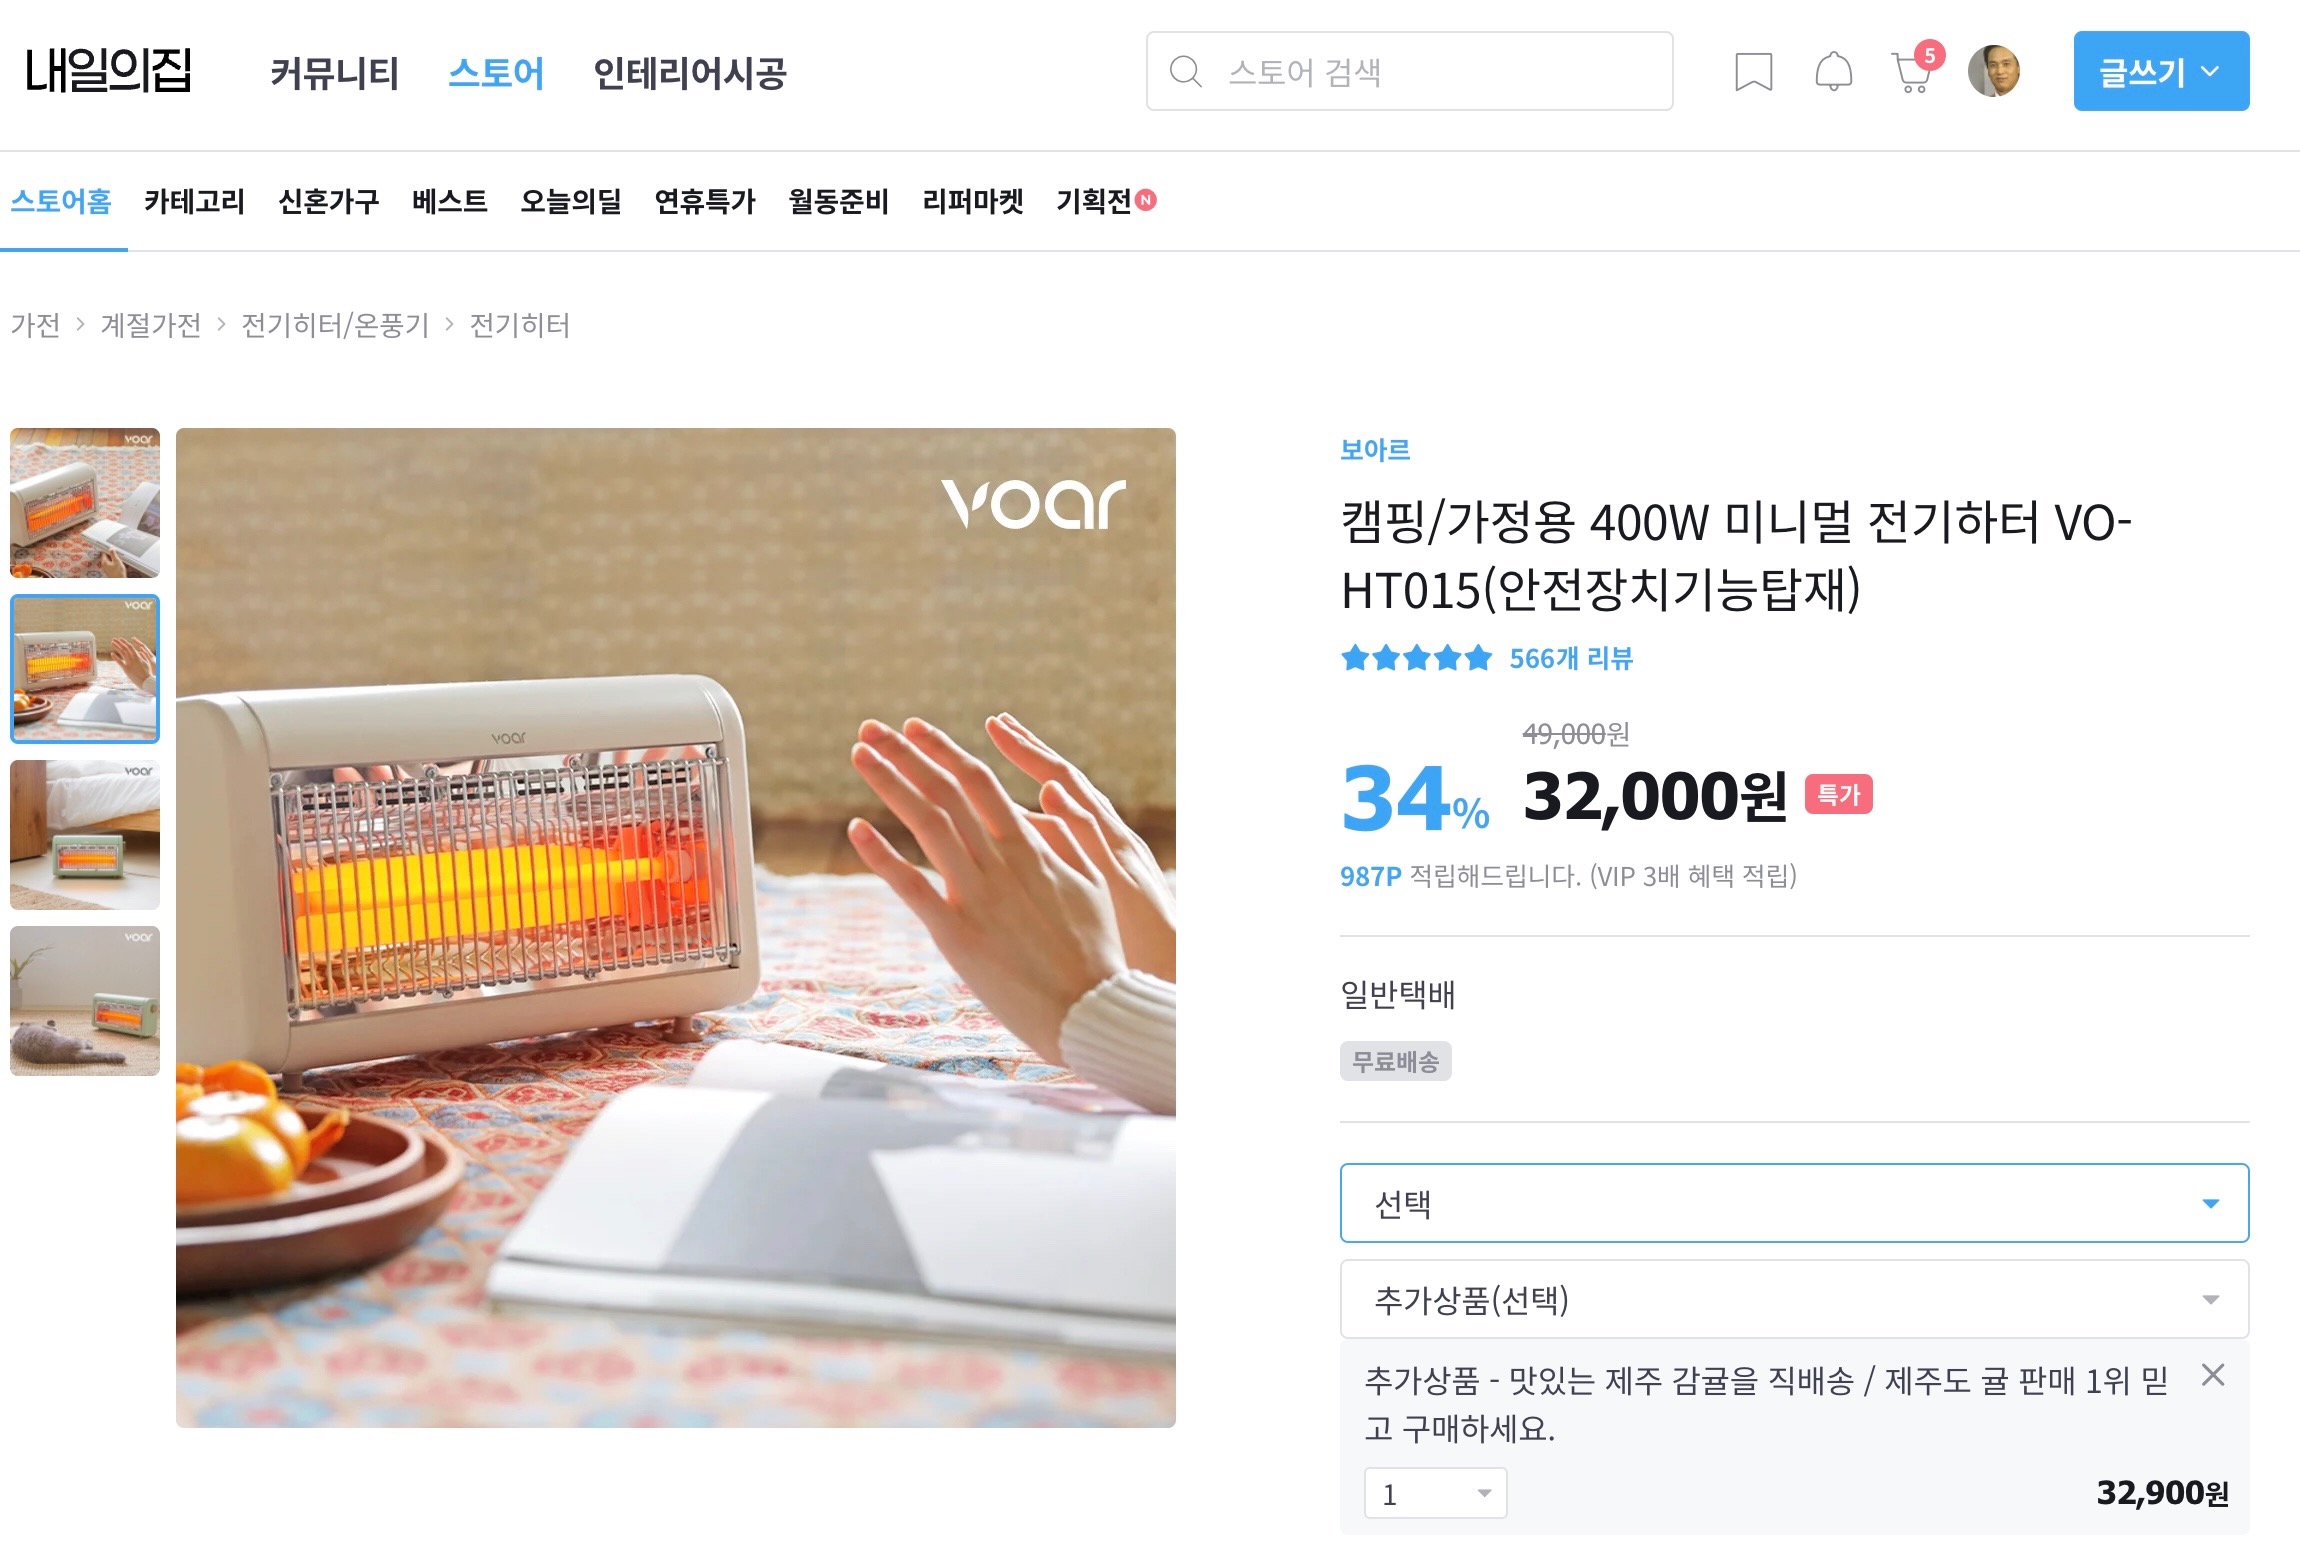 내일의집
커뮤니티 스토어 인테리어시공
스토어 검색
5
글쓰기
스토어홈 카테고리 신혼가구 베스트 오늘의딜 연휴특가 월동준비 리퍼마켓 기획전 N
가전 > 계절가전 > 전기히터/온풍기 > 전기히터
voar
voar
voar
voar
voar
voar
보아르
캠핑/가정용 400W 미니멀 전기하터 VO-
HT015(안전장치기능탑재)
566개 리뷰
49,000원
34% 32,000원 특가
987P 적립해드립니다. (VIP 3배 혜택 적립)
일반택배
무료배송
선택
추가상품(선택)
추가상품 - 맛있는 제주 감귤을 직배송 / 제주도 귤 판매 1위 믿
고 구매하세요.
1
32,900원